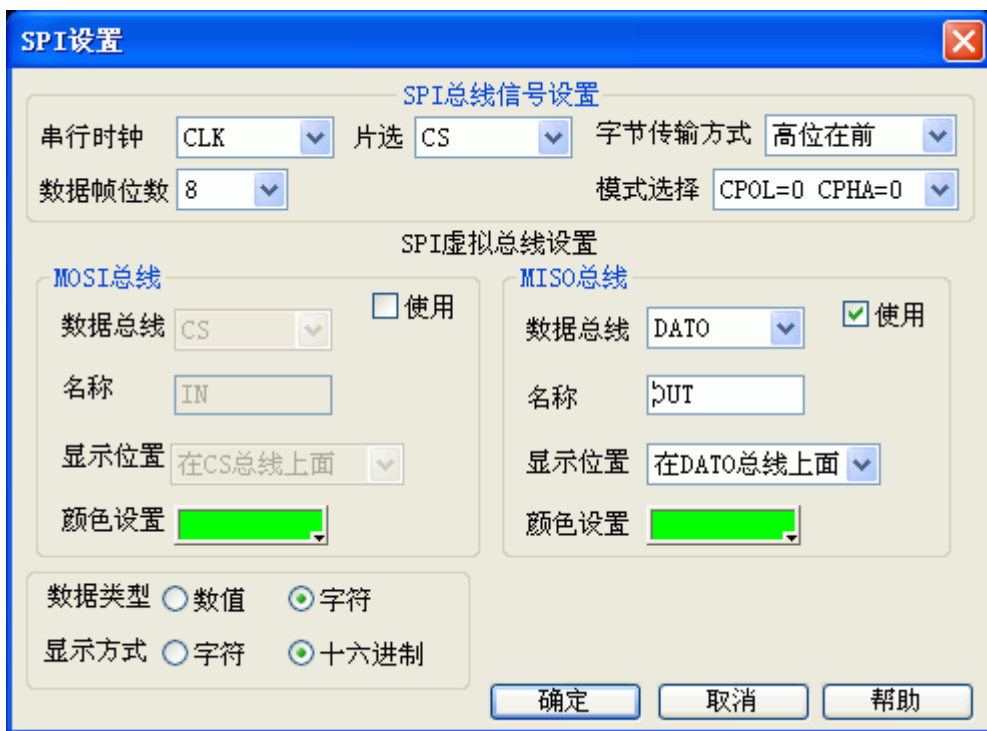 SPI设置
SPI总线信号设置
串行时钟 CLK 片选 CS 字节传输方式 高位在前
数据帧位数 8 模式选择 CPOL=0 CPHA=0
SPI虚拟总线设置
MOSI总线
使用
数据总线 CS
名称 IN
显示位置 在CS总线上面
颜色设置
MISO总线
使用
数据总线 DATO
名称 OUT
显示位置 在DATO总线上面
颜色设置
数据类型 数值 字符
显示方式 字符 十六进制
确定 取消 帮助